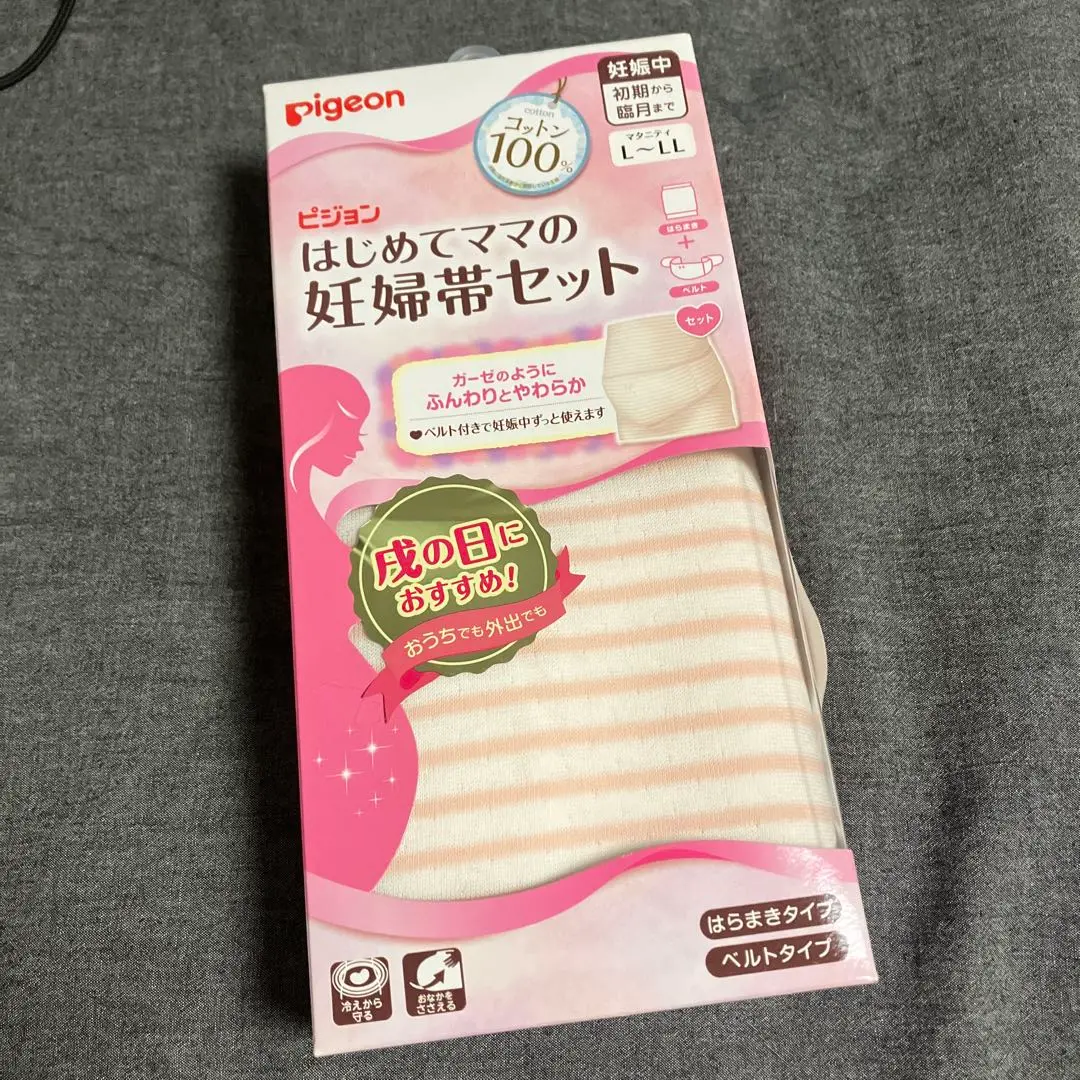 Pigeon
cotton
コットン
100%
妊娠中
初期から
臨月まで
マタニティ
L〜LL
ピジョン
はじめてママの
妊婦帯セット
はらまき
+
ベルト
セット
ガーゼのように
ふんわりとやわらか
♥ベルト付きで妊娠中ずっと使えます
戌の日に
おすすめ!
おうちでも外出でも
はらまきタイプ
ベルトタイプ
冷えから
守る
おなかを
ささえる